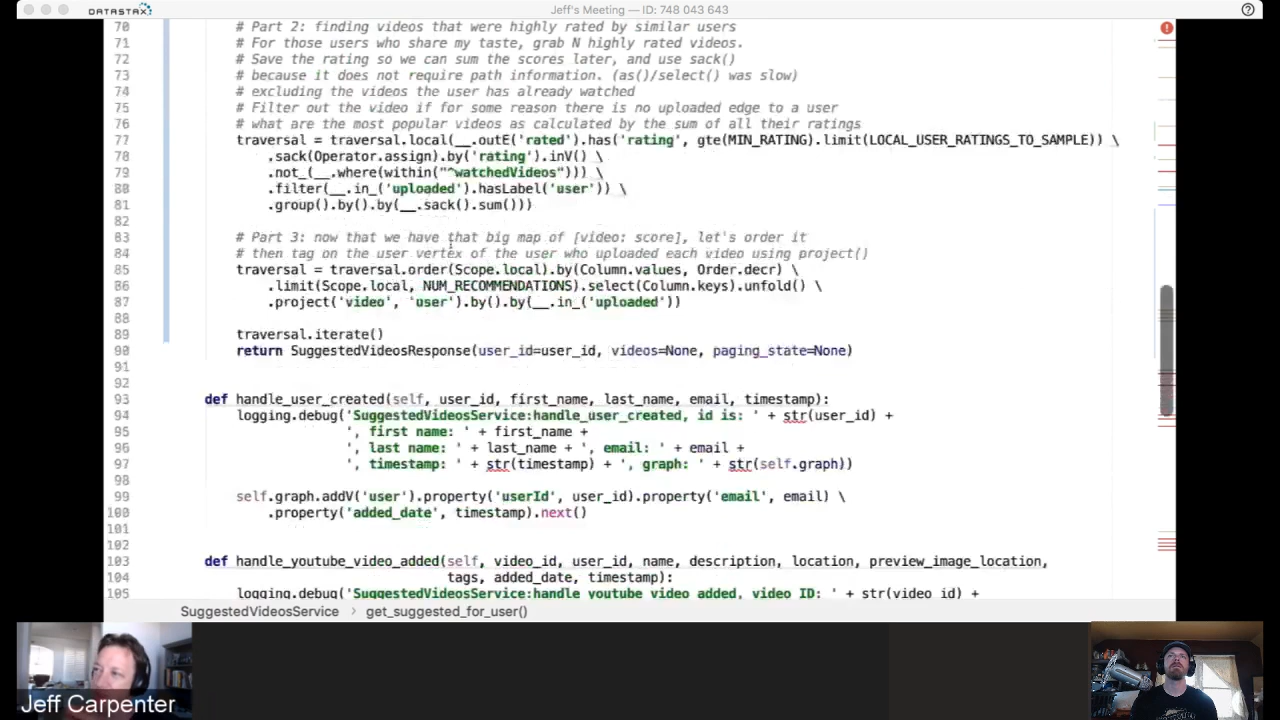 DATASTAX
Jeff's Meeting — ID: 748 043 643
70 # Part 2: finding videos that were highly rated by similar users
71 # For those users who share my taste, grab N highly rated videos.
72 # Save the rating so we can sum the scores later, and use sack()
73 # because it does not require path information. (as()/select() was slow)
74 # excluding the videos the user has already watched
75 # Filter out the video if for some reason there is no uploaded edge to a user
76 # what are the most popular videos as calculated by the sum of all their ratings
77 traversal = traversal.local(__.outE('rated').has('rating', gte(MIN_RATING).limit(LOCAL_USER_RATINGS_TO_SAMPLE)) \
78 .sack(Operator.assign).by('rating').inV() \
79 .not_(__.where(within("^watchedVideos"))) \
80 .filter(__.in_('uploaded').hasLabel('user')) \
81 .group().by().by(__.sack().sum()))
82
83 # Part 3: now that we have that big map of [video: score], let's order it
84 # then tag on the user vertex of the user who uploaded each video using project()
85 traversal = traversal.order(Scope.local).by(Column.values, Order.decr) \
86 .limit(Scope.local, NUM_RECOMMENDATIONS).select(Column.keys).unfold() \
87 .project('video', 'user').by().by(__.in_('uploaded'))
88
89 traversal.iterate()
90 return SuggestedVideosResponse(user_id=user_id, videos=None, paging_state=None)
91
92
93 def handle_user_created(self, user_id, first_name, last_name, email, timestamp):
94 logging.debug('SuggestedVideosService:handle_user_created, id is: ' + str(user_id) +
95 ', first name: ' + first_name +
96 ', last name: ' + last_name + ', email: ' + email +
97 ', timestamp: ' + str(timestamp) + ', graph: ' + str(self.graph))
98
99 self.graph.addV('user').property('userId', user_id).property('email', email) \
100 .property('added_date', timestamp).next()
101
102
103 def handle_youtube_video_added(self, video_id, user_id, name, description, location, preview_image_location,
104 tags, added_date, timestamp):
105 logging.debug('SuggestedVideosService:handle youtube video added, video ID: ' + str(video id) +
SuggestedVideosService › get_suggested_for_user()
Jeff Carpenter